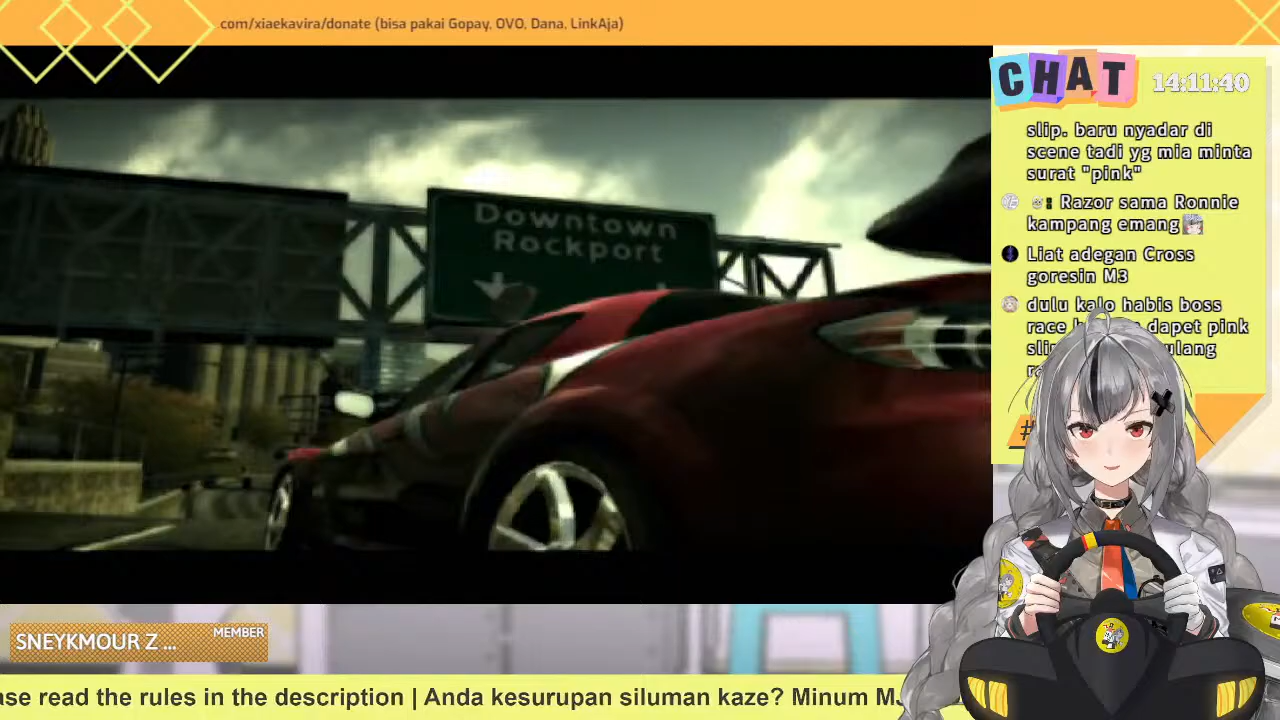 com/xiaekavira/donate (bisa pakai Gopay, OVO, Dana, LinkAja)
CHAT
14:11:40
slip. baru nyadar di
scene tadi yg mia minta
surat "pink"
: Razor sama Ronnie
kampang emang
Liat adegan Cross
goresin M3
dulu kalo habis boss
race dapet pink
ulang
#
Downtown
Rockport
SNEYKMOUR Z ...
MEMBER
ase read the rules in the description | Anda kesurupan siluman kaze? Minum